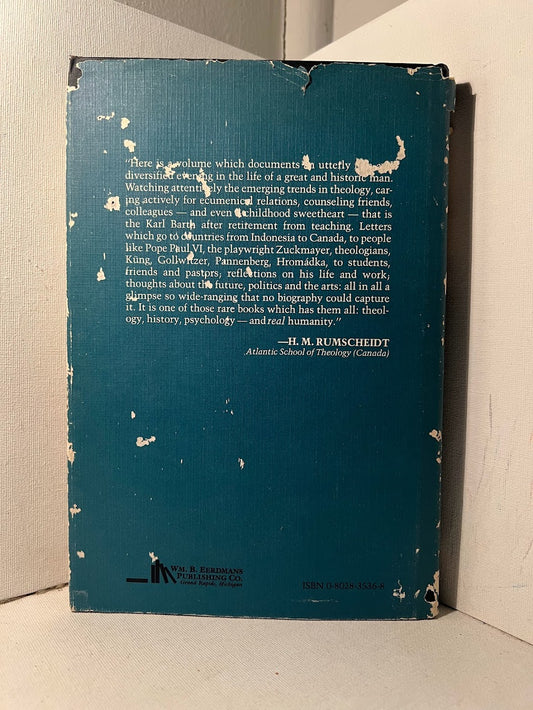 "Here is a volume which documents an utterly
diversified evening in the life of a great and historic man.
Watching attentively the emerging trends in theology, car-
ing actively for ecumenical relations, counseling friends,
colleagues — and even a childhood sweetheart — that is
the Karl Barth after retirement from teaching. Letters
which go to countries from Indonesia to Canada, to people
like Pope Paul VI, the playwright Zuckmayer, theologians,
Küng, Gollwitzer, Pannenberg, Hromádka, to students,
friends and pastors; reflections on his life and work;
thoughts about the future, politics and the arts: all in all a
glimpse so wide-ranging that no biography could capture
it. It is one of those rare books which has them all: theol-
ogy, history, psychology — and real humanity."
—H. M. RUMSCHEIDT
Atlantic School of Theology (Canada)
WM. B. EERDMANS
PUBLISHING CO.
Grand Rapids, Michigan
ISBN 0-8028-3536-8